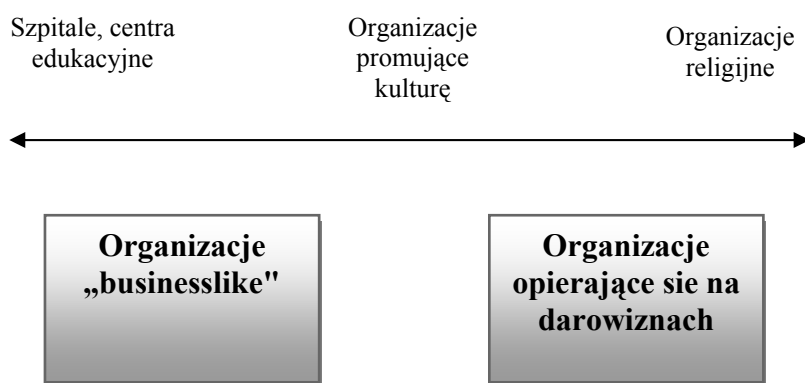 Szpitale, centra
edukacyjne
Organizacje
promujące
kulturę
Organizacje
religijne
Organizacje
„businesslike"
Organizacje
opierające sie na
darowiznach